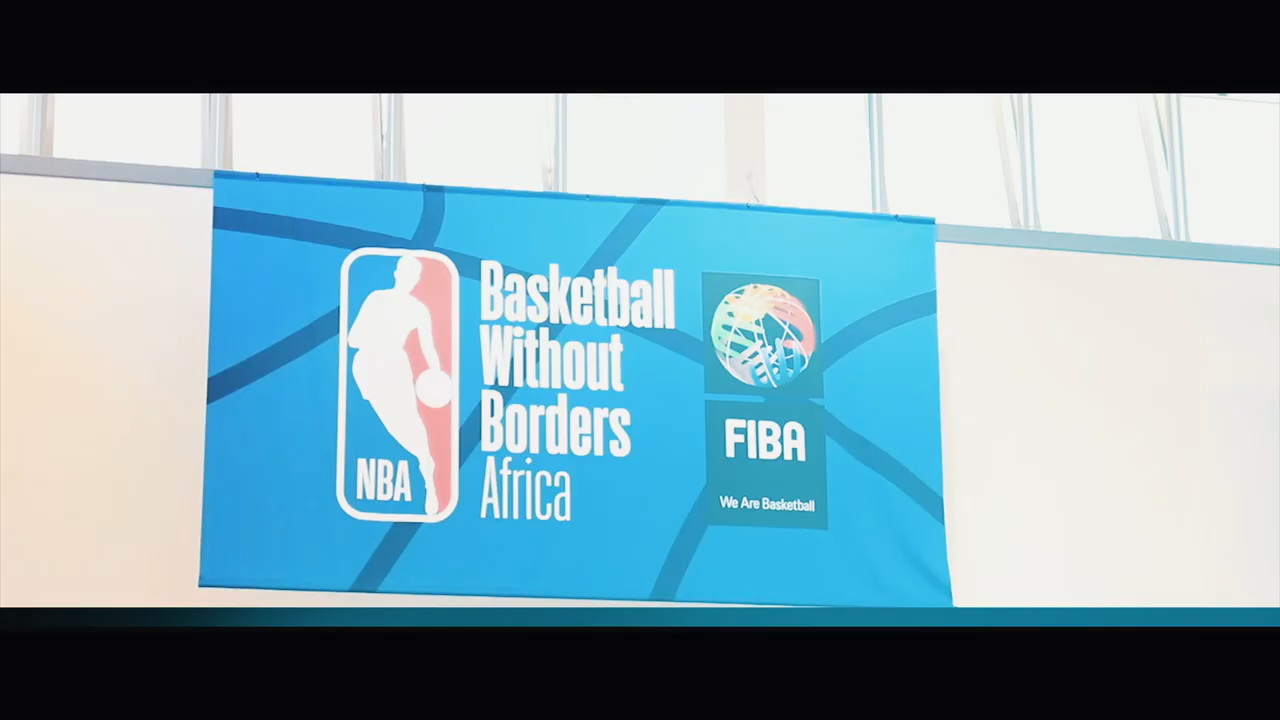 NBA
Basketball
Without
Borders
Africa
FIBA
We Are Basketball